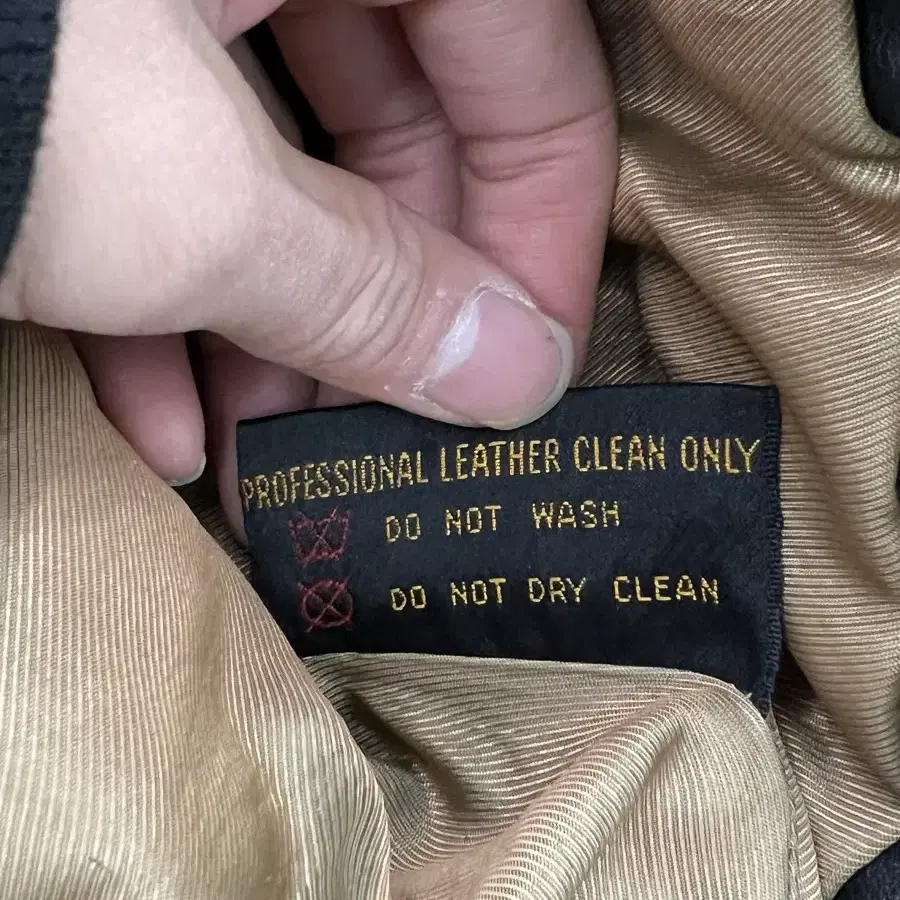 PROFESSIONAL LEATHER CLEAN ONLY
DO NOT WASH
DO NOT DRY CLEAN